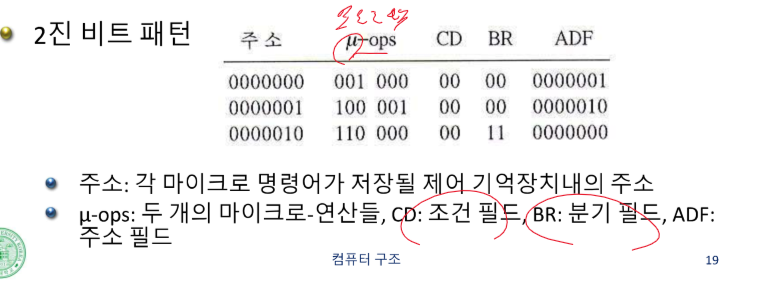 2진 비트 패턴
주소 μ-ops CD BR ADF
0000000 001 000 00 00 0000001
0000001 100 001 00 00 0000010
0000010 110 000 00 11 0000000
주소: 각 마이크로 명령어가 저장될 제어 기억장치내의 주소
μ-ops: 두 개의 마이크로-연산들, CD: 조건 필드, BR: 분기 필드, ADF:
주소 필드
컴퓨터 구조 19